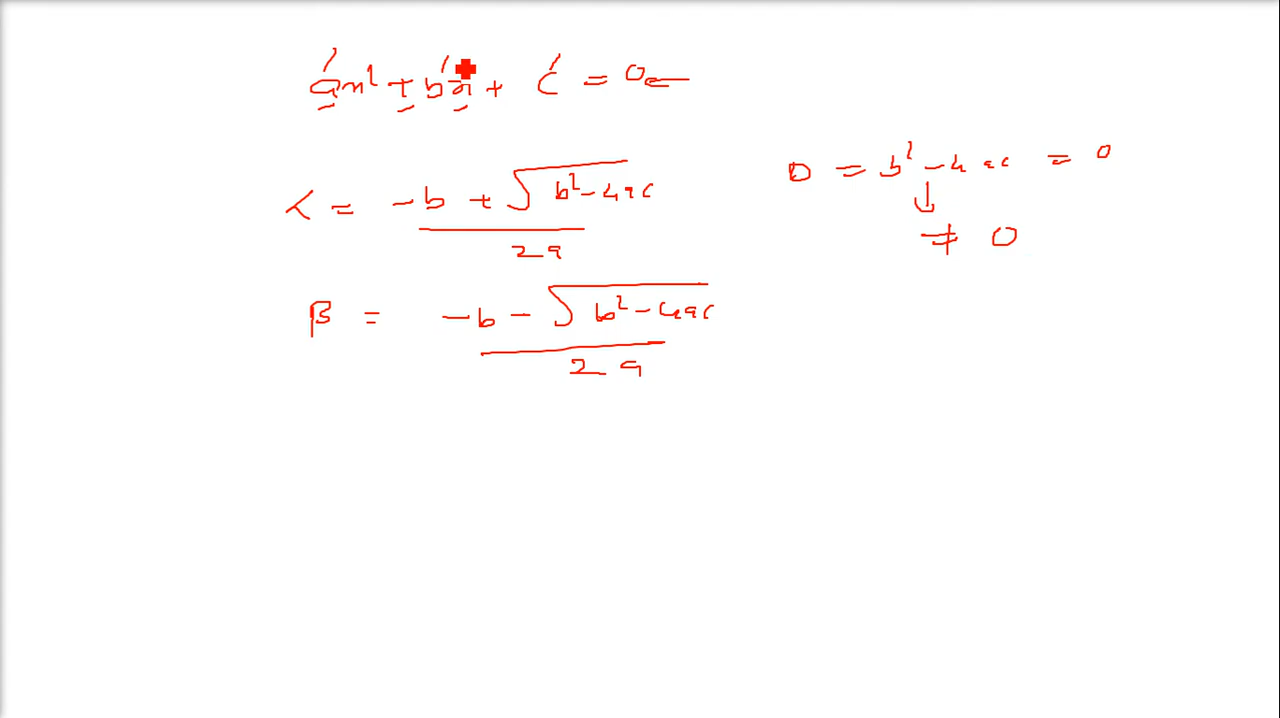 ax² + bx + c = 0
α = (-b + √(b² - 4ac)) / 2a
D = b² - 4ac = 0
≠ 0
β = (-b - √(b² - 4ac)) / 2a